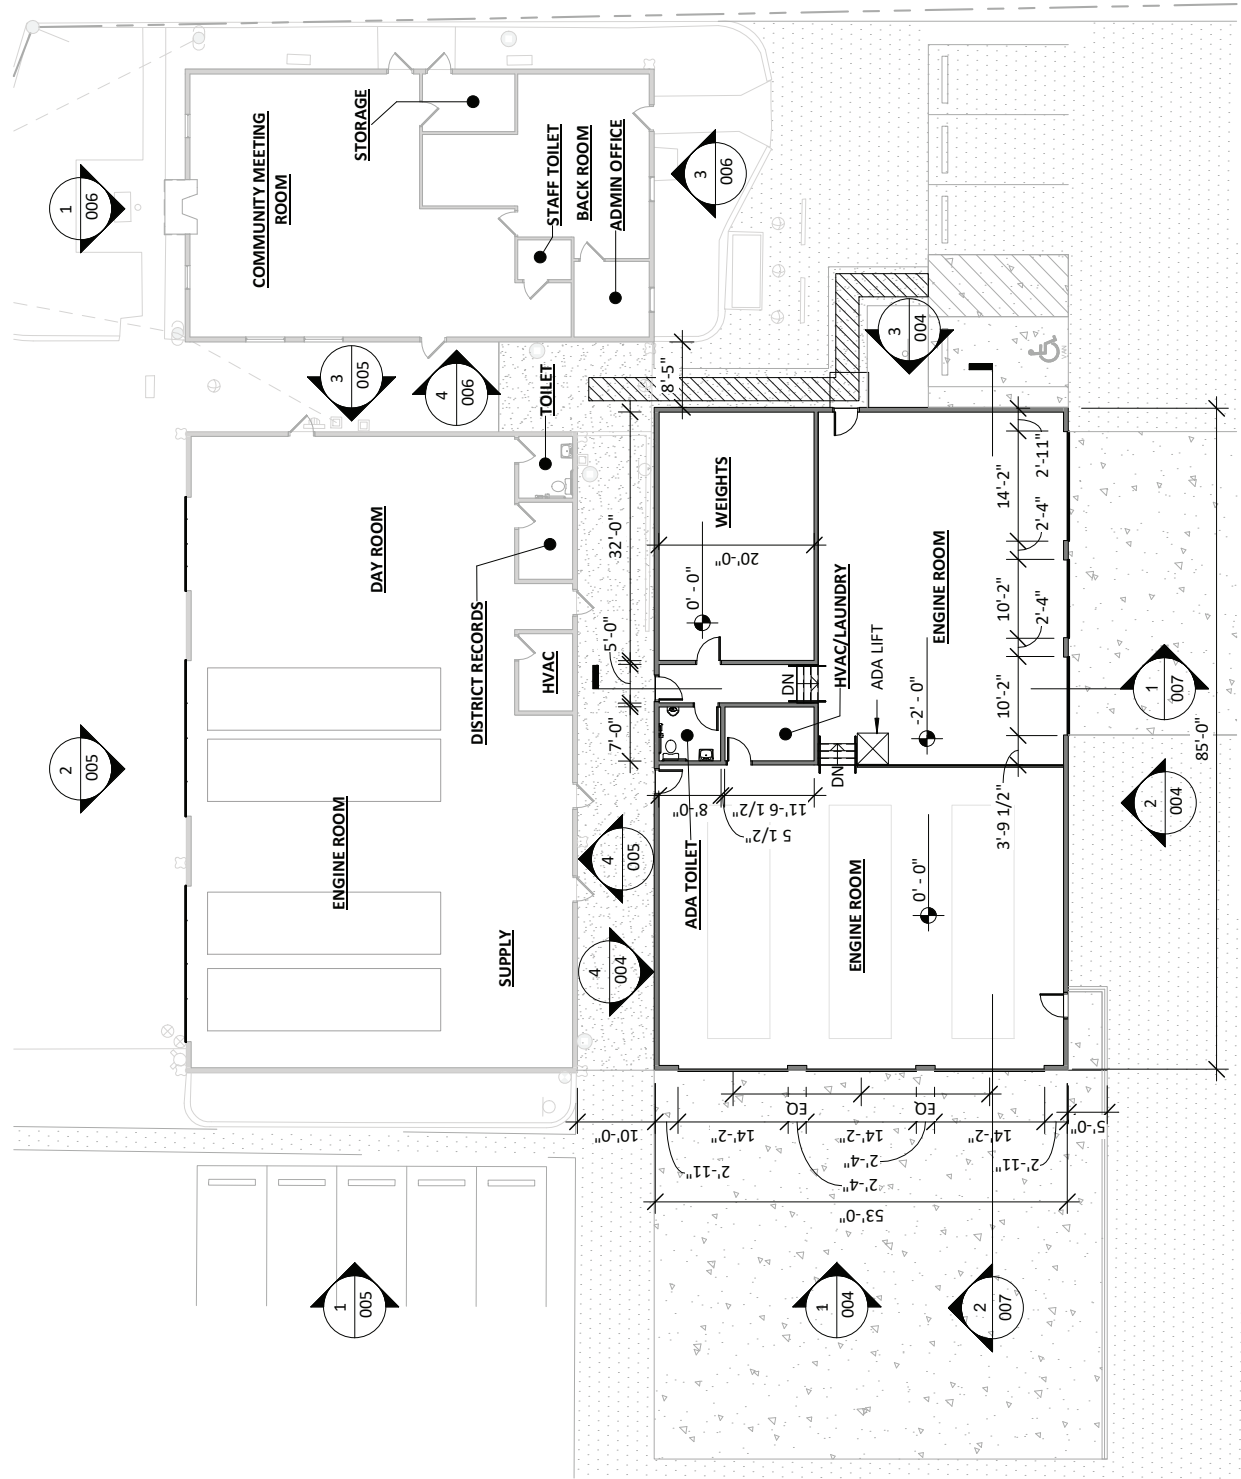 1
006
COMMUNITY MEETING
ROOM
STORAGE
STAFF TOILET
BACK ROOM
ADMIN OFFICE
3
006
3
005
4
006
TOILET
8'-5"
3
004
2
005
DAY ROOM
DISTRICT RECORDS
HVAC
ENGINE ROOM
SUPPLY
4
005
4
004
32'-0"
5'-0"
7'-0"
WEIGHTS
20'-0"
0' - 0"
DN
HVAC/LAUNDRY
ADA LIFT
ENGINE ROOM
-2' - 0"
DN
14'-2"
2'-11"
2'-4"
10'-2"
2'-4"
10'-2"
3'-9 1/2"
85'-0"
1
007
2
004
8'-0"
11'-6 1/2"
5 1/2"
ADA TOILET
ENGINE ROOM
0' - 0"
EQ
EQ
10'-0"
2'-11"
14'-2"
14'-2"
14'-2"
2'-4"
2'-4"
2'-11"
5'-0"
53'-0"
1
005
1
004
2
007